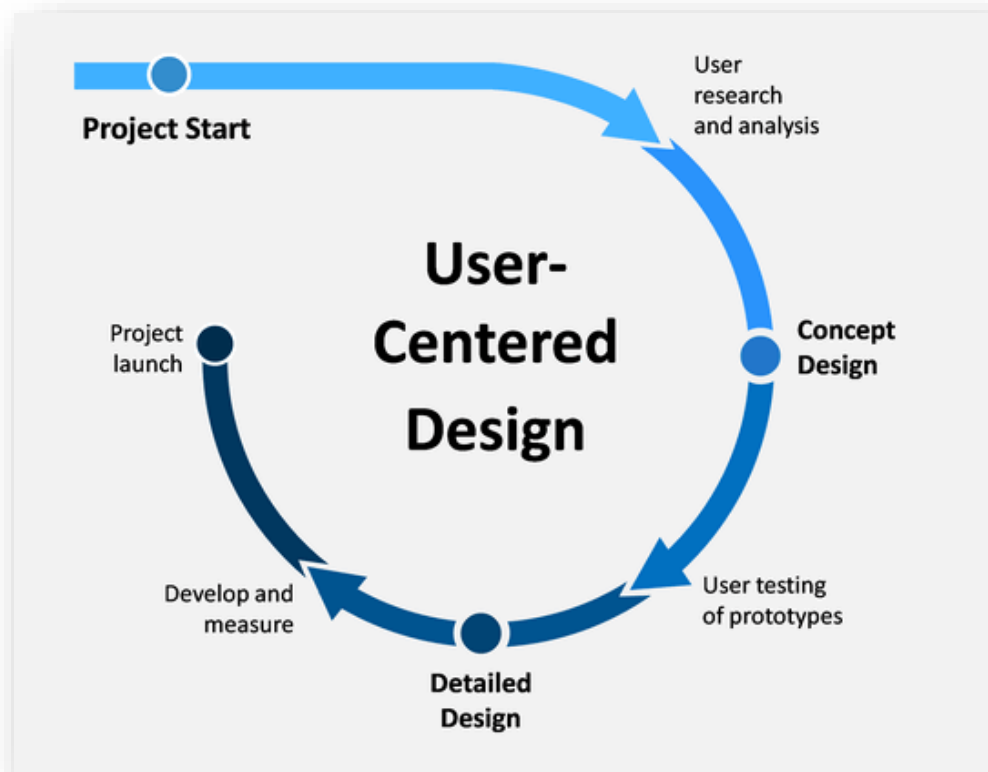 Project Start
User
research
and analysis
User-
Centered
Design
Concept
Design
User testing
of prototypes
Detailed
Design
Develop and
measure
Project
launch